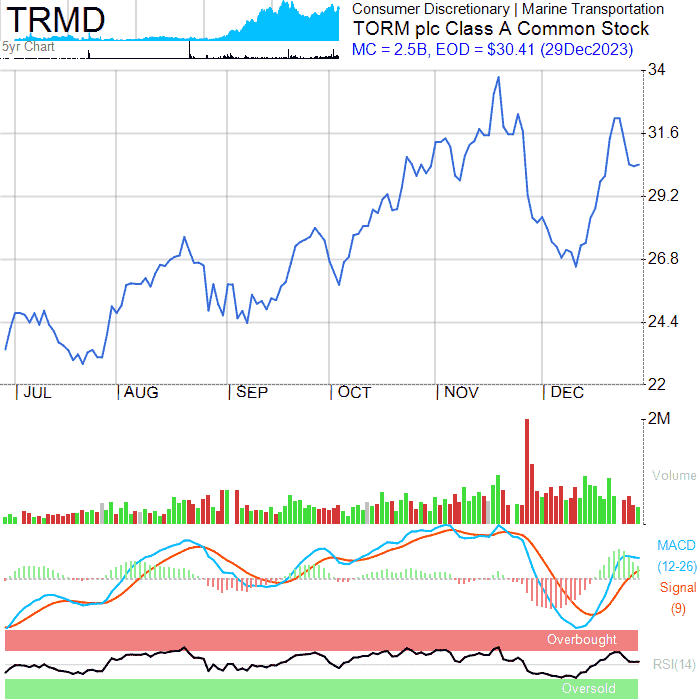 TRMD
5yr Chart
Consumer Discretionary | Marine Transportation
TORM plc Class A Common Stock
MC = 2.5B, EOD = $30.41 (29Dec2023)
34
31.6
29.2
26.8
24.4
22
JUL AUG SEP OCT NOV DEC
2M
Volume
MACD
(12-26)
Signal
(9)
Overbought
RSI(14)
Oversold